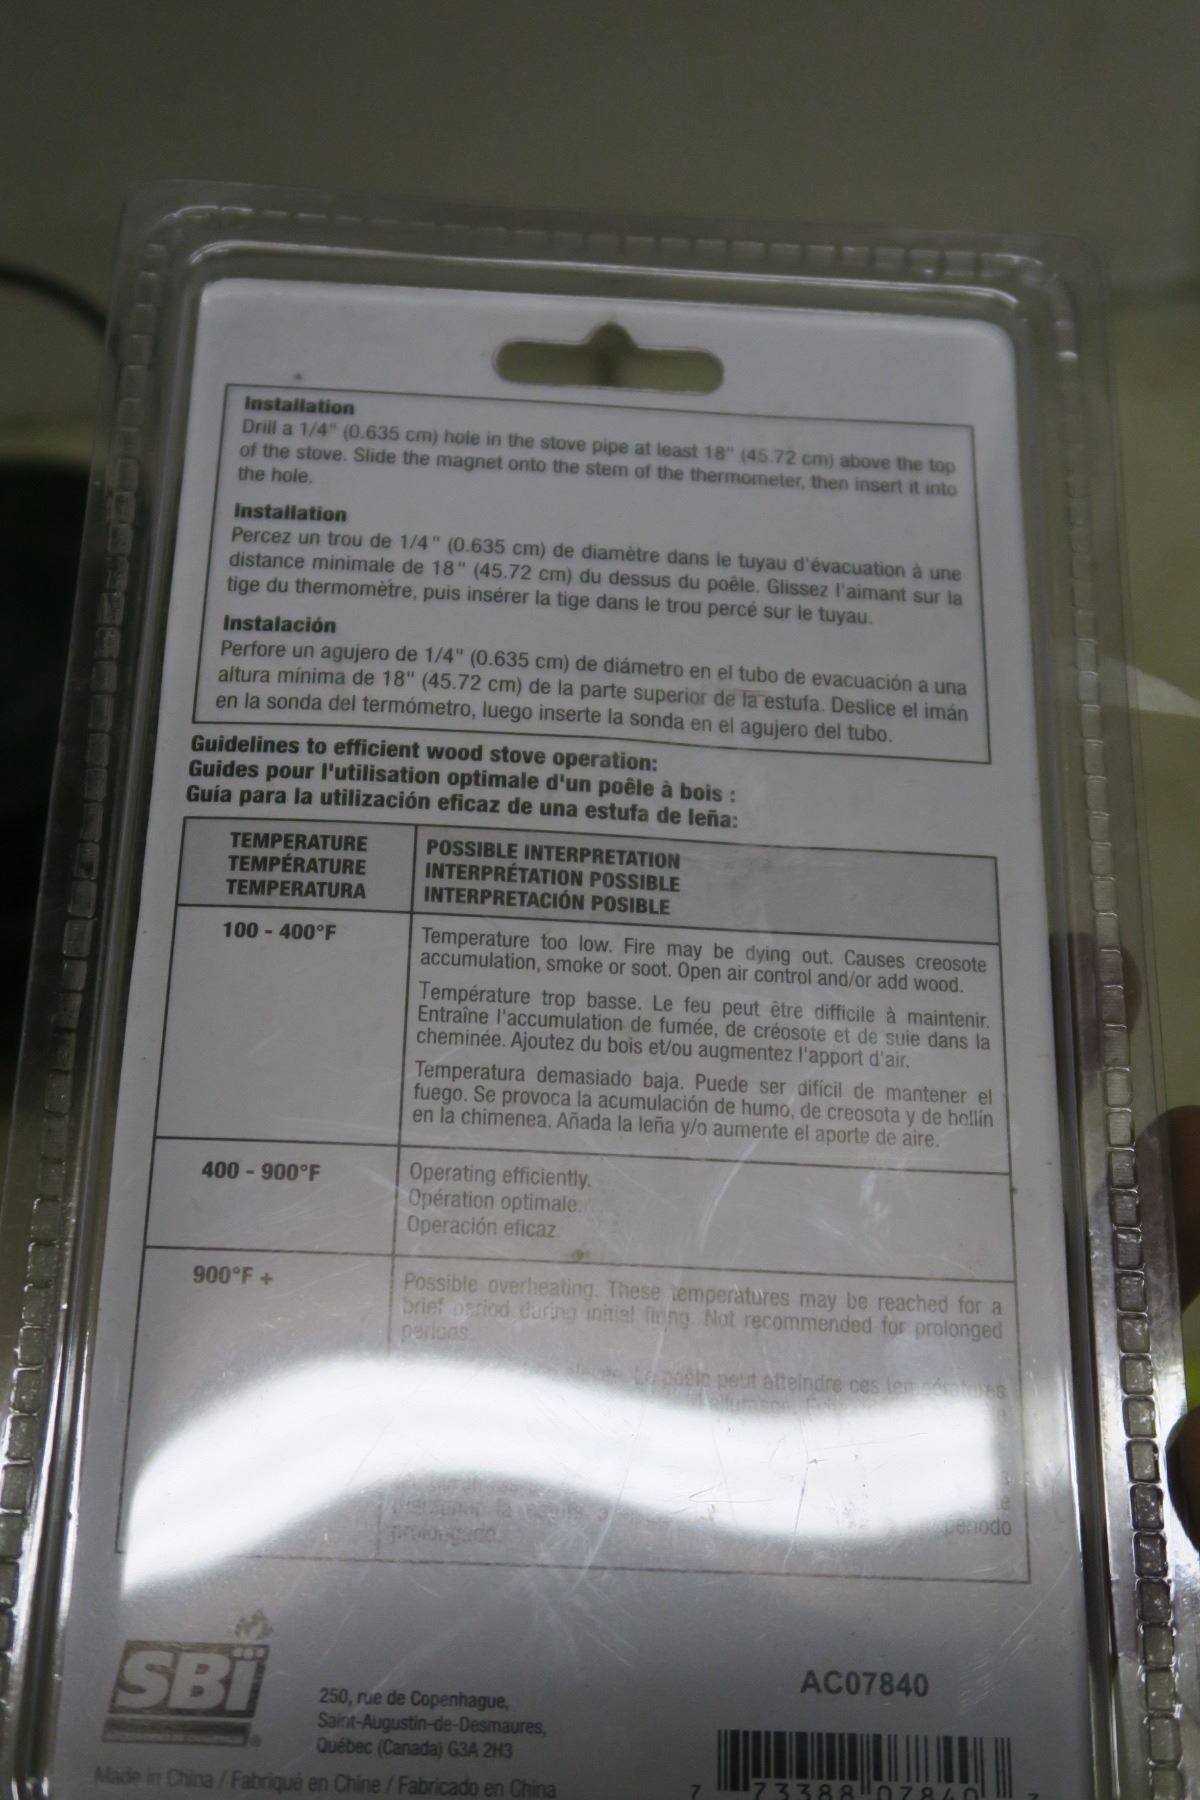 Installation
Drill a 1/4" (0.635 cm) hole in the stove pipe at least 18" (45.72 cm) above the top
of the stove. Slide the magnet onto the stem of the thermometer, then insert it into
the hole.
Installation
Percez un trou de 1/4" (0.635 cm) de diamètre dans le tuyau d'évacuation à une
distance minimale de 18" (45.72 cm) du dessus du poêle. Glissez l'aimant sur la
tige du thermomètre, puis insérer la tige dans le trou percé sur le tuyau.
Instalación
Perfore un agujero de 1/4" (0.635 cm) de diámetro en el tubo de evacuación a una
altura mínima de 18" (45.72 cm) de la parte superior de la estufa. Deslice el imán
en la sonda del termómetro, luego inserte la sonda en el agujero del tubo.
Guidelines to efficient wood stove operation:
Guides pour l'utilisation optimale d'un poêle à bois :
Guía para la utilización eficaz de una estufa de leña:
TEMPERATURE
TEMPÉRATURE
TEMPERATURA
POSSIBLE INTERPRETATION
INTERPRÉTATION POSSIBLE
INTERPRETACIÓN POSIBLE
100 - 400°F
Temperature too low. Fire may be dying out. Causes creosote
accumulation, smoke or soot. Open air control and/or add wood.
Température trop basse. Le feu peut être difficile à maintenir.
Entraîne l'accumulation de fumée, de créosote et de suie dans la
cheminée. Ajoutez du bois et/ou augmentez l'apport d'air.
Temperatura demasiado baja. Puede ser difícil de mantener el
fuego. Se provoca la acumulación de humo, de creosota y de hollín
en la chimenea. Añada la leña y/o aumente el aporte de aire.
400 - 900°F
Operating efficiently.
Opération optimale.
Operación eficaz.
900°F +
Possible overheating. These temperatures may be reached for a
brief period during initial firing. Not recommended for prolonged
periods.
Le poêle peut atteindre ces températures
periodo
prolongado.
SBi
250, rue de Copenhague,
Saint-Augustin-de-Desmaures,
Québec (Canada) G3A 2H3
Made in China / Fabriqué en Chine / Fabricado en China
AC07840
7 73388 07840 7